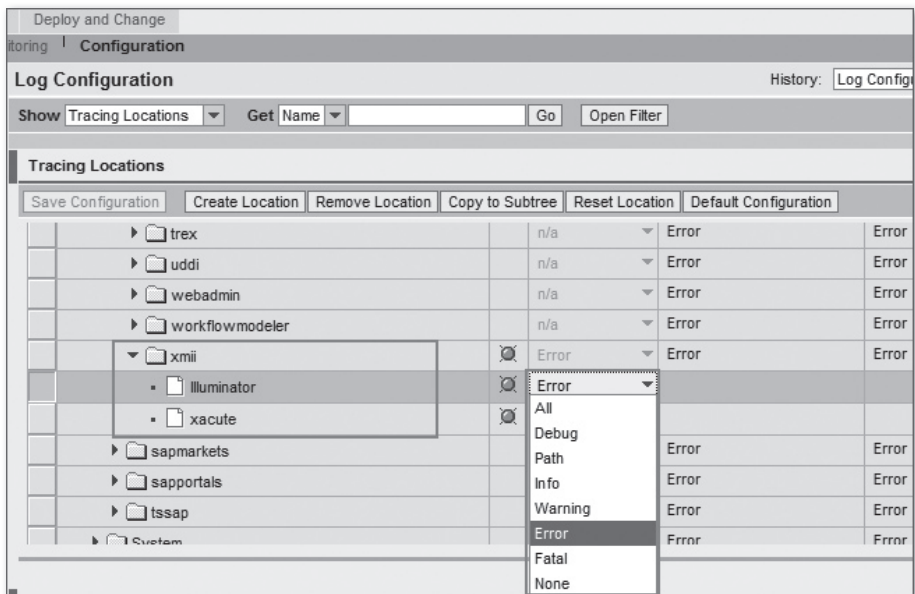 Deploy and Change
itoring Configuration
Log Configuration History: Log Config
Show Tracing Locations Get Name Go Open Filter
Tracing Locations
Save Configuration Create Location Remove Location Copy to Subtree Reset Location Default Configuration
trex n/a Error Error
uddi n/a Error Error
webadmin n/a Error Error
workflowmodeler n/a Error Error
xmii Error Error Error
Illuminator Error
xacute All
Debug
sapmarkets Path Error Error
sapportals Info Error Error
tssap Warning Error Error
System Error Error Error
Fatal
None